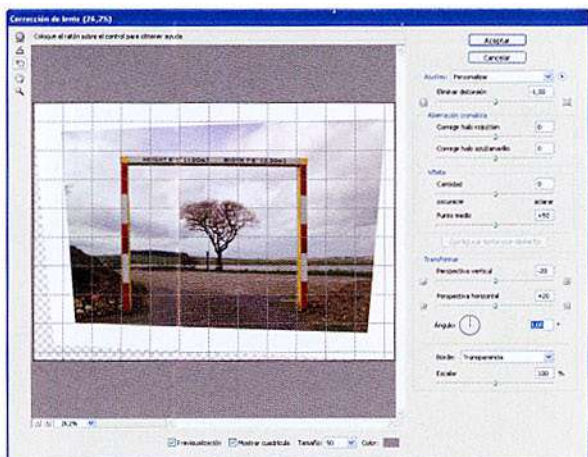 Corrección de lente (26,2%)
Coloque el ratón sobre el control para obtener ayuda
Aceptar
Cancelar
Ajustes: Personalizar
Eliminar distorsión
Aberración cromática
Corregir halo rojo/cian 0
Corregir halo azul/amarillo 0
Viñeta
Cantidad 0
oscurecer aclarar
Punto medio +50
Transformar
Perspectiva vertical -20
Perspectiva horizontal +20
Ángulo: °
Borde: Transparencia
Escalar 100 %
HEIGHT WIDTH
26,2%
Previsualización Mostrar cuadrícula Tamaño: 50 Color: